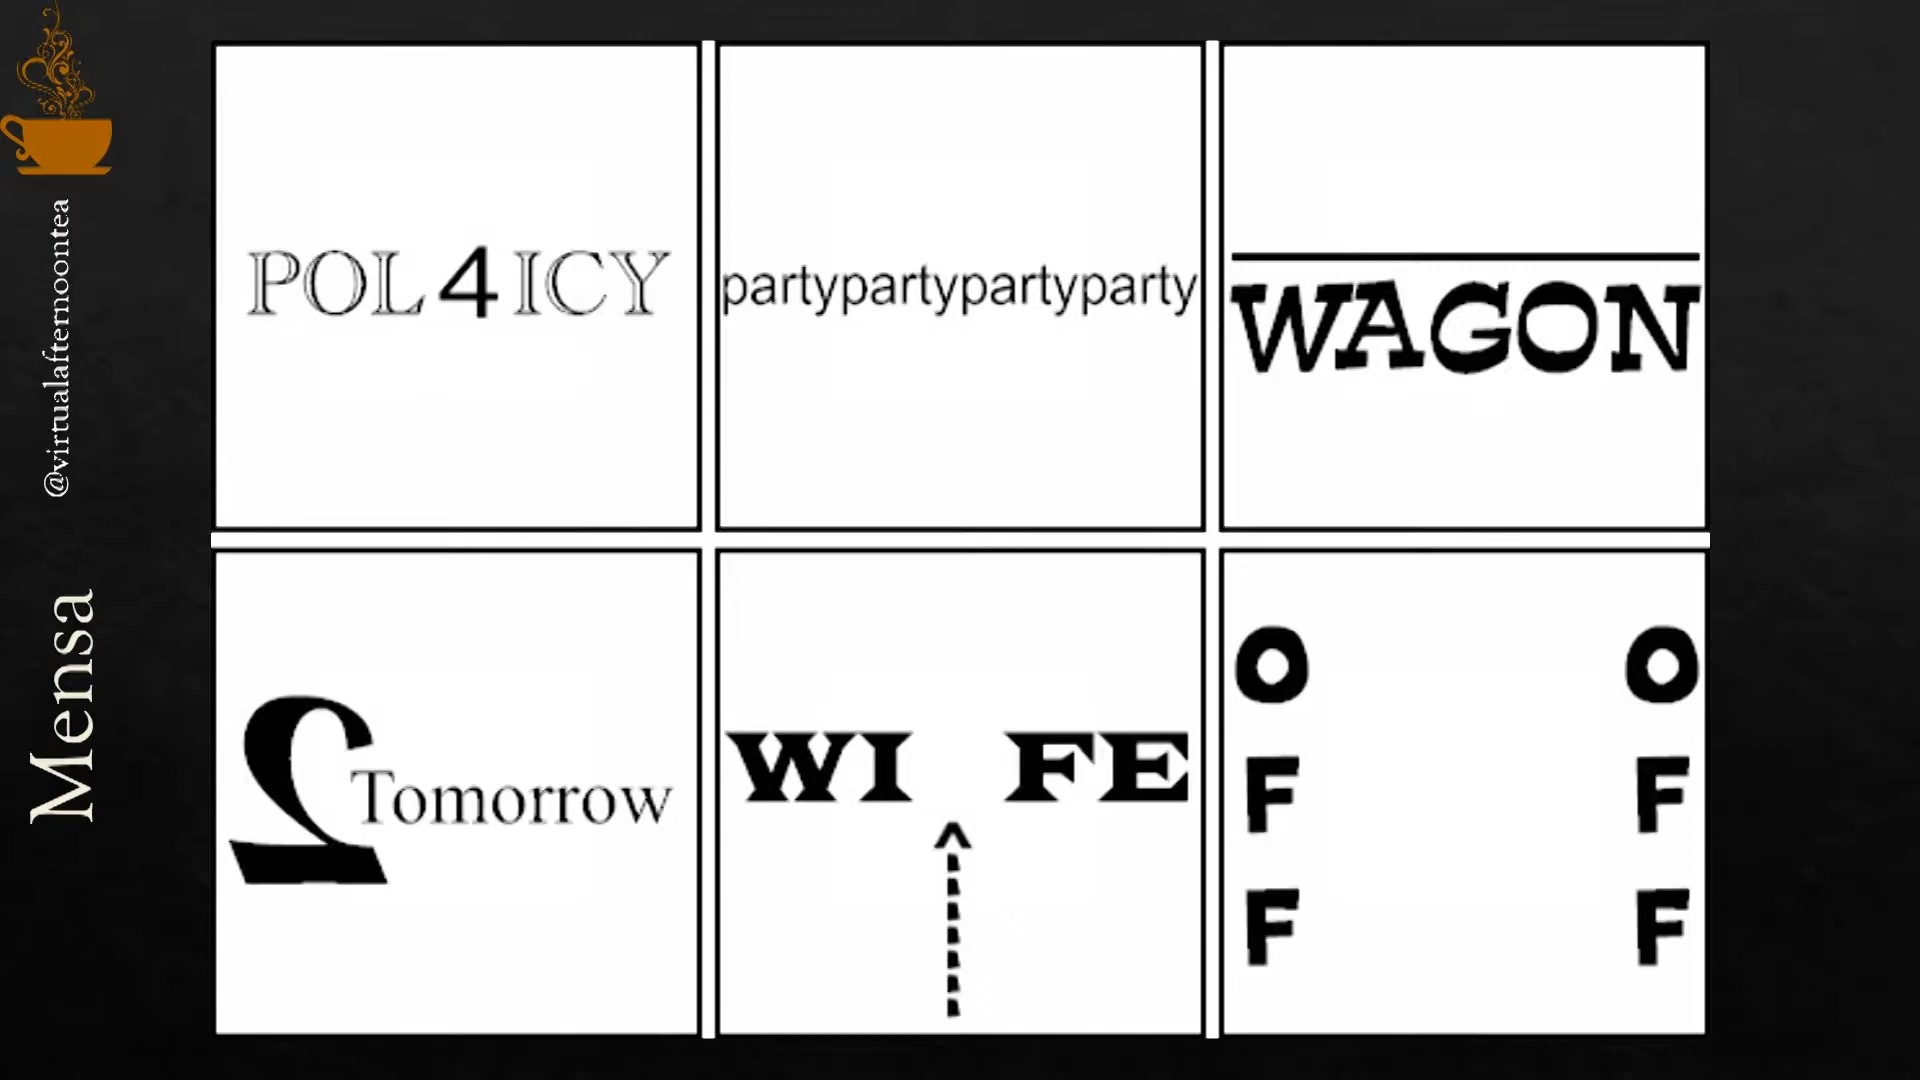 POL4ICY
partypartypartyparty
WAGON
2 Tomorrow
WI FE
O O
F F
F F
Mensa
@virtualafternoontea